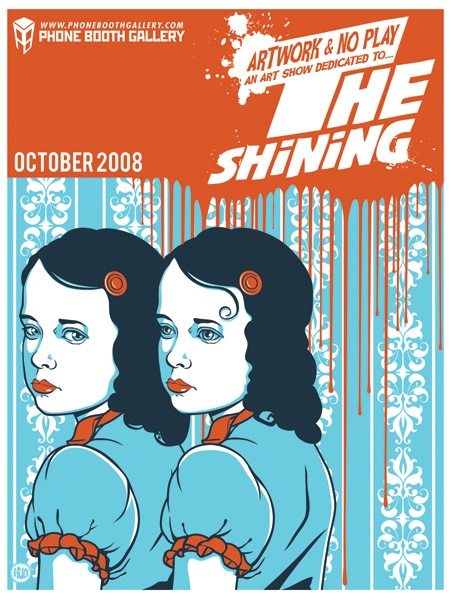 WWW.PHONEBOOTHGALLERY.COM
PHONE BOOTH GALLERY
ARTWORK & NO PLAY
AN ART SHOW DEDICATED TO...
THE
SHiNiNG
OCTOBER 2008